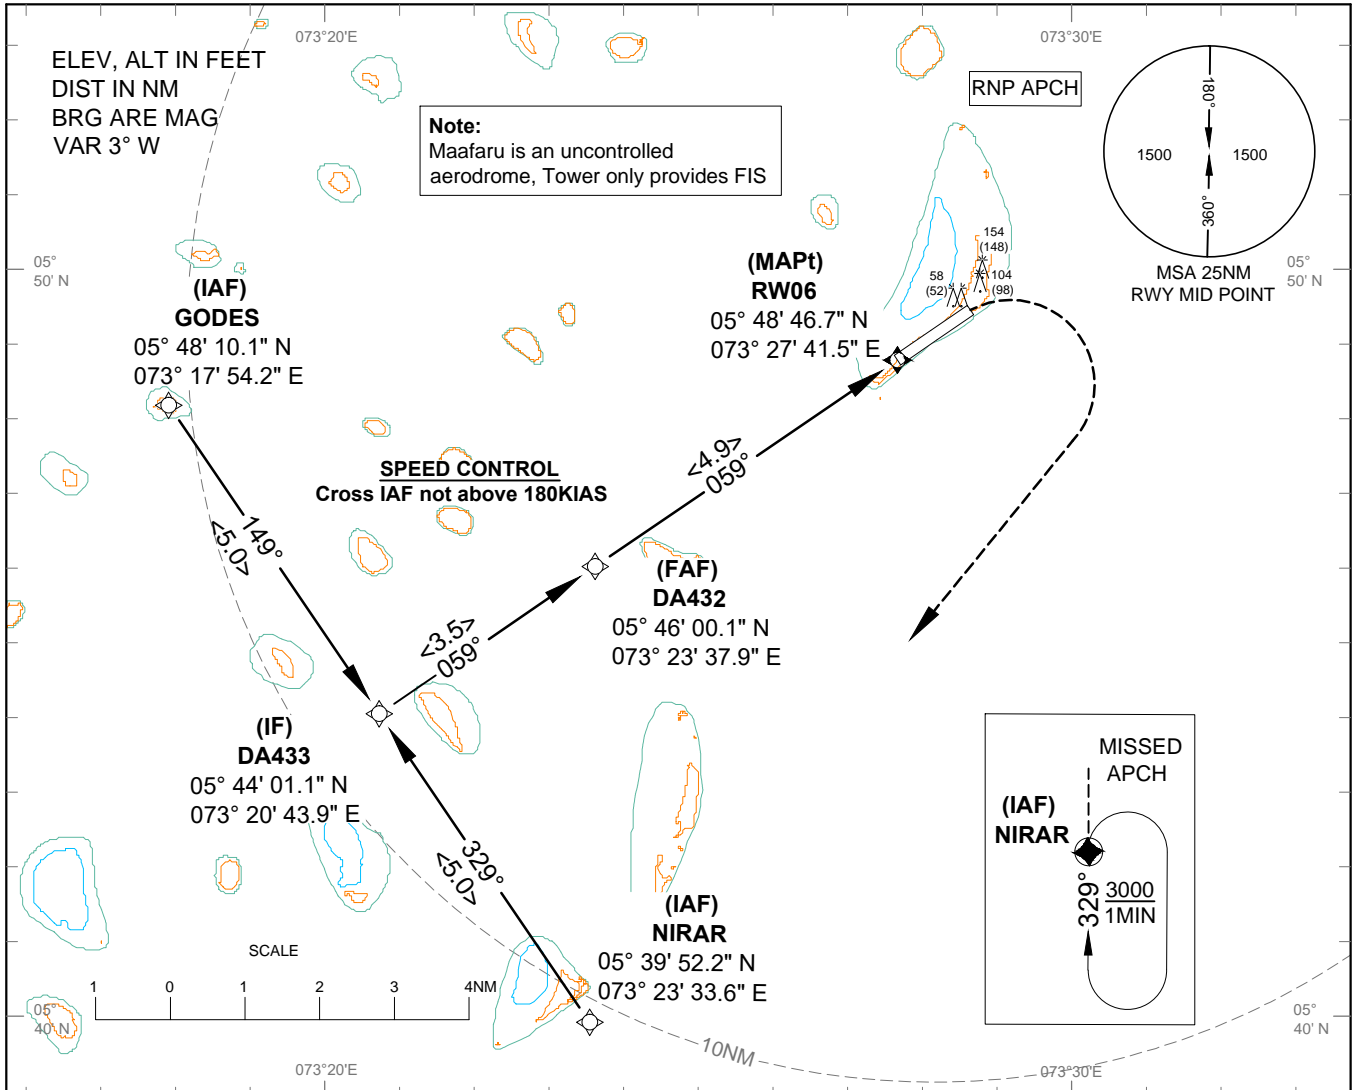 073°20'E
073°30'E
ELEV, ALT IN FEET
DIST IN NM
BRG ARE MAG
VAR 3° W
Note:
Maafaru is an uncontrolled
aerodrome, Tower only provides FIS
RNP APCH
180°
1500
1500
360°
MSA 25NM
RWY MID POINT
05°
50' N
05°
50' N
154
(148)
104
(98)
58
(52)
(MAPt)
RW06
05° 48' 46.7" N
073° 27' 41.5" E
(IAF)
GODES
05° 48' 10.1" N
073° 17' 54.2" E
SPEED CONTROL
Cross IAF not above 180KIAS
<4.9>
059°
149°
<5.0>
(FAF)
DA432
05° 46' 00.1" N
073° 23' 37.9" E
<3.5>
059°
(IF)
DA433
05° 44' 01.1" N
073° 20' 43.9" E
329°
<5.0>
(IAF)
NIRAR
05° 39' 52.2" N
073° 23' 33.6" E
MISSED
APCH
(IAF)
NIRAR
329°
3000
1MIN
SCALE
1 0 1 2 3 4NM
05°
40' N
05°
40' N
10NM
073°20'E
073°30'E